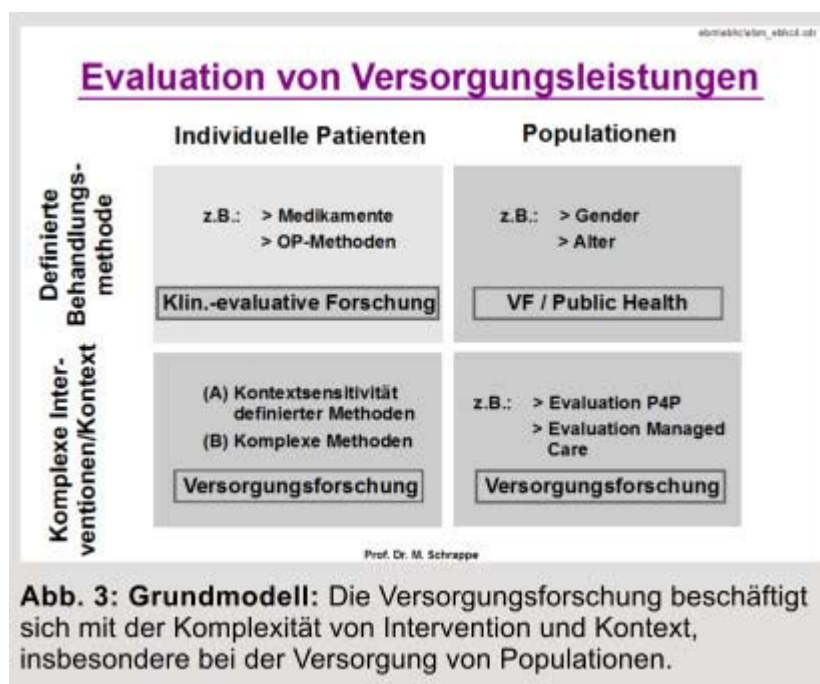 Evaluation von Versorgungsleistungen
Individuelle Patienten
Populationen
Definierte
Behandlungs-
methode
z.B.: > Medikamente
> OP-Methoden
Klin.-evaluative Forschung
z.B.: > Gender
> Alter
VF / Public Health
Komplexe Inter-
ventionen/Kontext
(A) Kontextsensitivität
definierter Methoden
(B) Komplexe Methoden
Versorgungsforschung
z.B.: > Evaluation P4P
> Evaluation Managed
Care
Versorgungsforschung
Prof. Dr. M. Schrappe
Abb. 3: Grundmodell: Die Versorgungsforschung beschäftigt
sich mit der Komplexität von Intervention und Kontext,
insbesondere bei der Versorgung von Populationen.